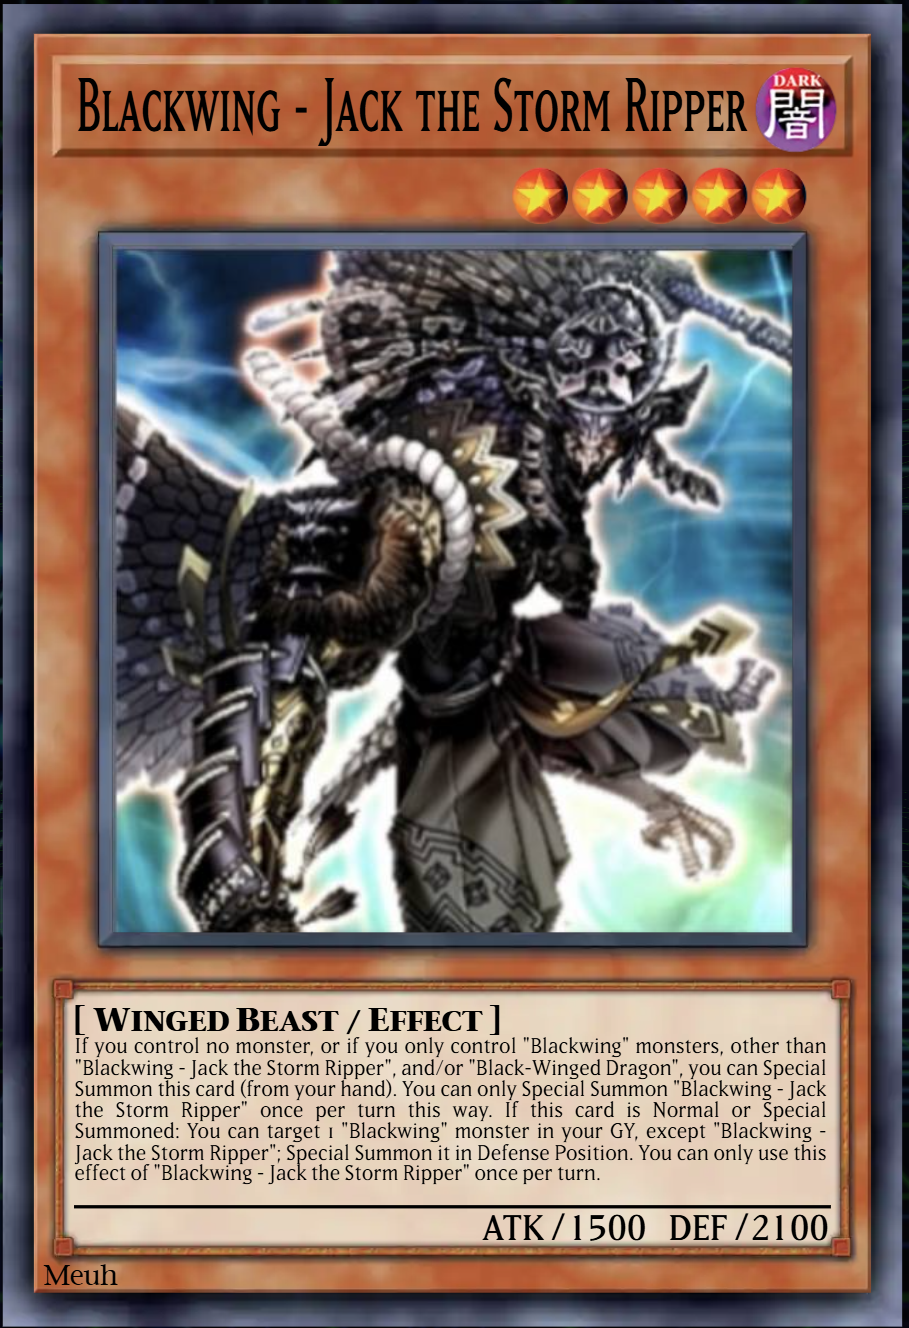 Blackwing - Jack the Storm Ripper
DARK
闇
[ Winged Beast / Effect ]
If you control no monster, or if you only control "Blackwing" monsters, other than
"Blackwing - Jack the Storm Ripper", and/or "Black-Winged Dragon", you can Special
Summon this card (from your hand). You can only Special Summon "Blackwing - Jack
the Storm Ripper" once per turn this way. If this card is Normal or Special
Summoned: You can target 1 "Blackwing" monster in your GY, except "Blackwing -
Jack the Storm Ripper"; Special Summon it in Defense Position. You can only use this
effect of "Blackwing - Jack the Storm Ripper" once per turn.
ATK / 1500 DEF / 2100
Meuh